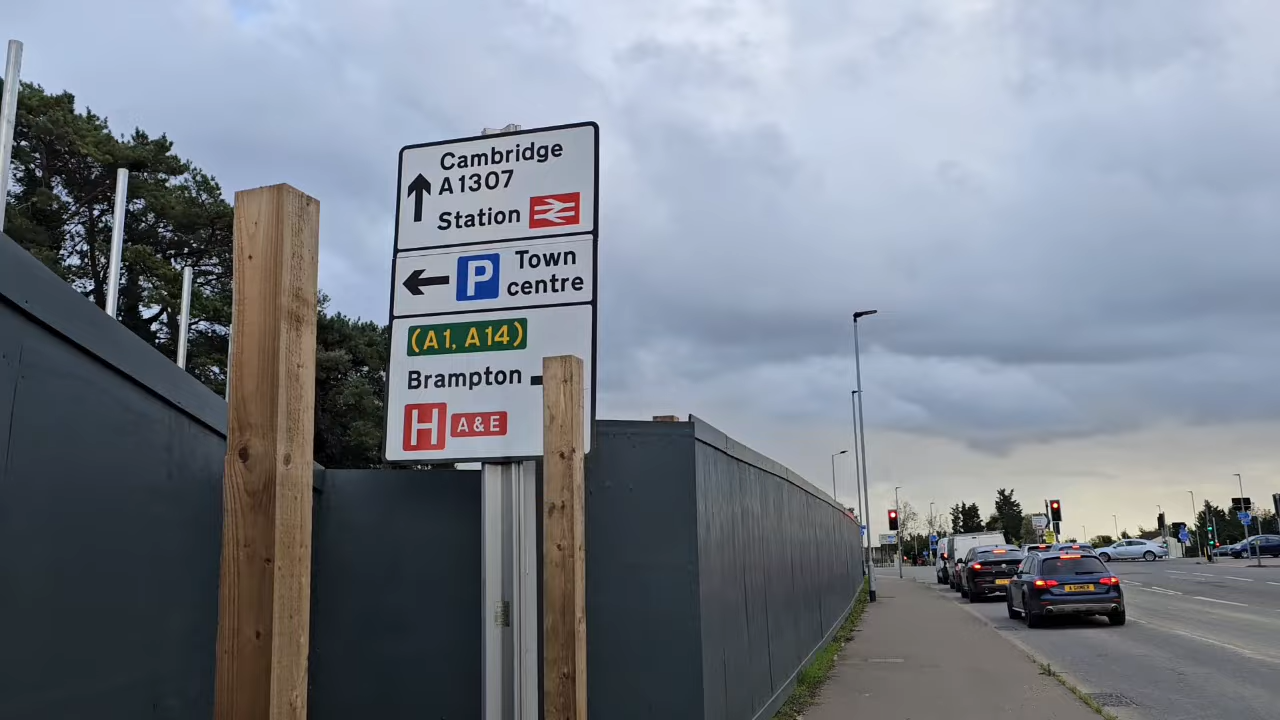 Cambridge
A1307
Station
P Town
centre
(A1, A14)
Brampton
H A & E